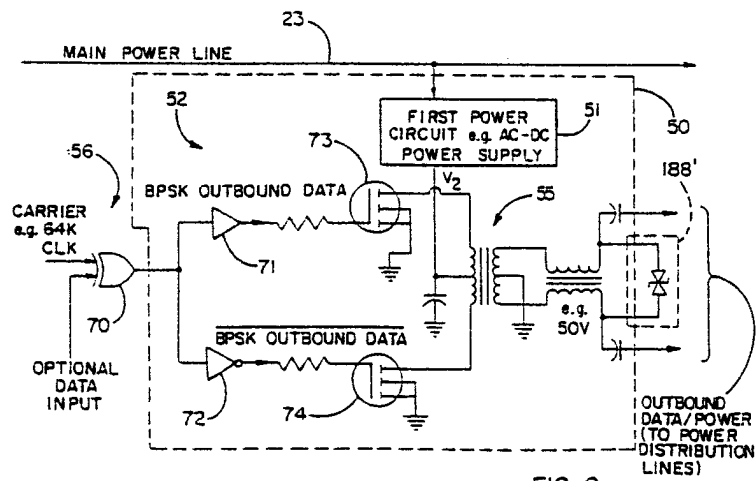 23
MAIN POWER LINE
52
FIRST POWER
CIRCUIT e.g. AC-DC
POWER SUPPLY
51
50
56
73
V2
188'
BPSK OUTBOUND DATA
55
CARRIER
e.g. 64K
CLK
71
70
e.g.
50V
BPSK OUTBOUND DATA
OPTIONAL
DATA
INPUT
72
74
OUTBOUND
DATA/POWER
(TO POWER
DISTRIBUTION
LINES)